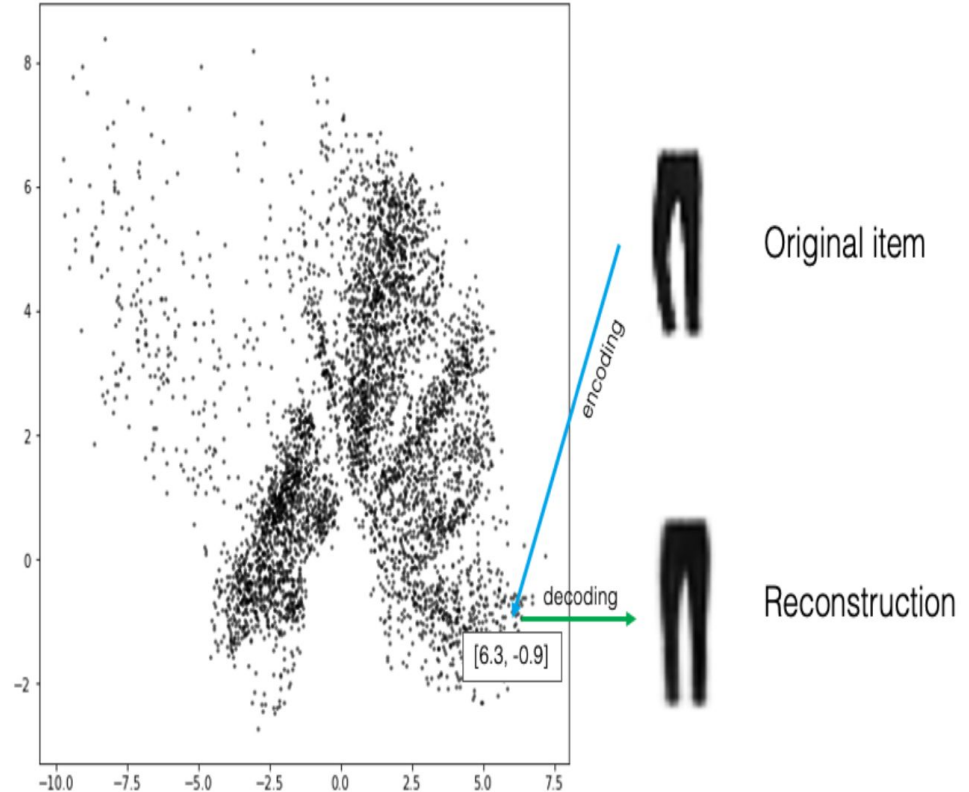 8
6
4
2
0
−2
−10.0 −7.5 −5.0 −2.5 0.0 2.5 5.0 7.5
encoding
decoding
[6.3, -0.9]
Original item
Reconstruction